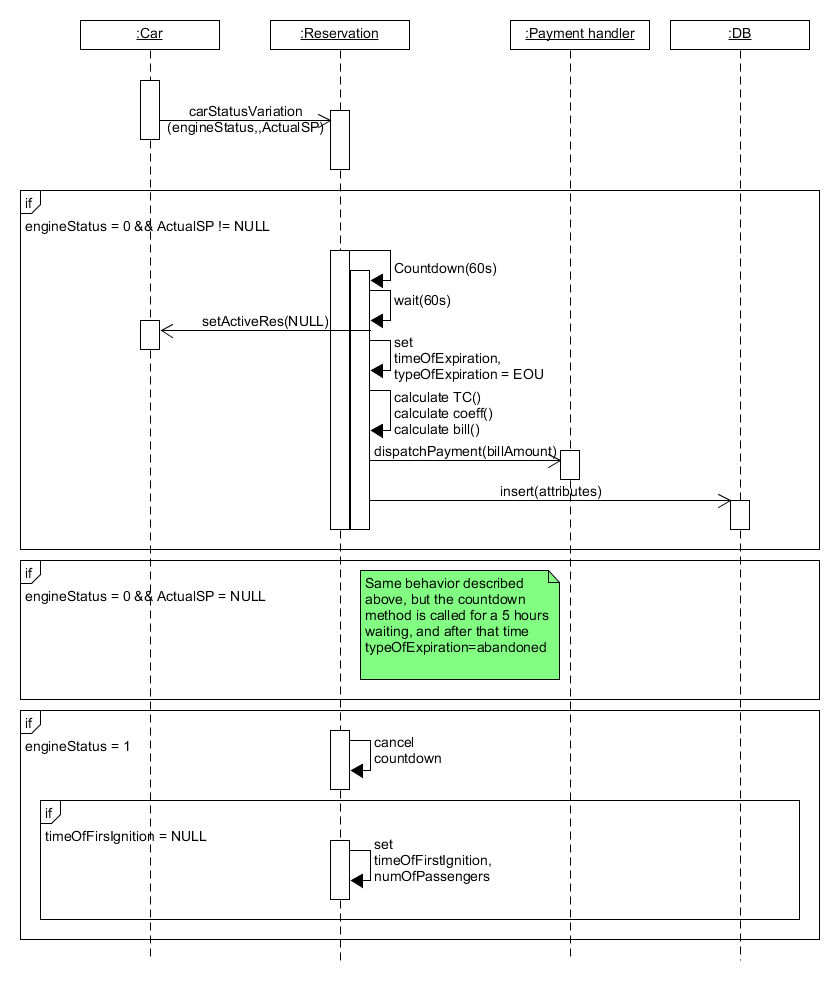 :Car
:Reservation
:Payment handler
:DB
carStatusVariation
(engineStatus,,ActualSP)
if
engineStatus = 0 && ActualSP != NULL
Countdown(60s)
wait(60s)
setActiveRes(NULL)
set
timeOfExpiration,
typeOfExpiration = EOU
calculate TC()
calculate coeff()
calculate bill()
dispatchPayment(billAmount)
insert(attributes)
if
engineStatus = 0 && ActualSP = NULL
Same behavior described
above, but the countdown
method is called for a 5 hours
waiting, and after that time
typeOfExpiration=abandoned
if
engineStatus = 1
cancel
countdown
if
timeOfFirsIgnition = NULL
set
timeOfFirstIgnition,
numOfPassengers